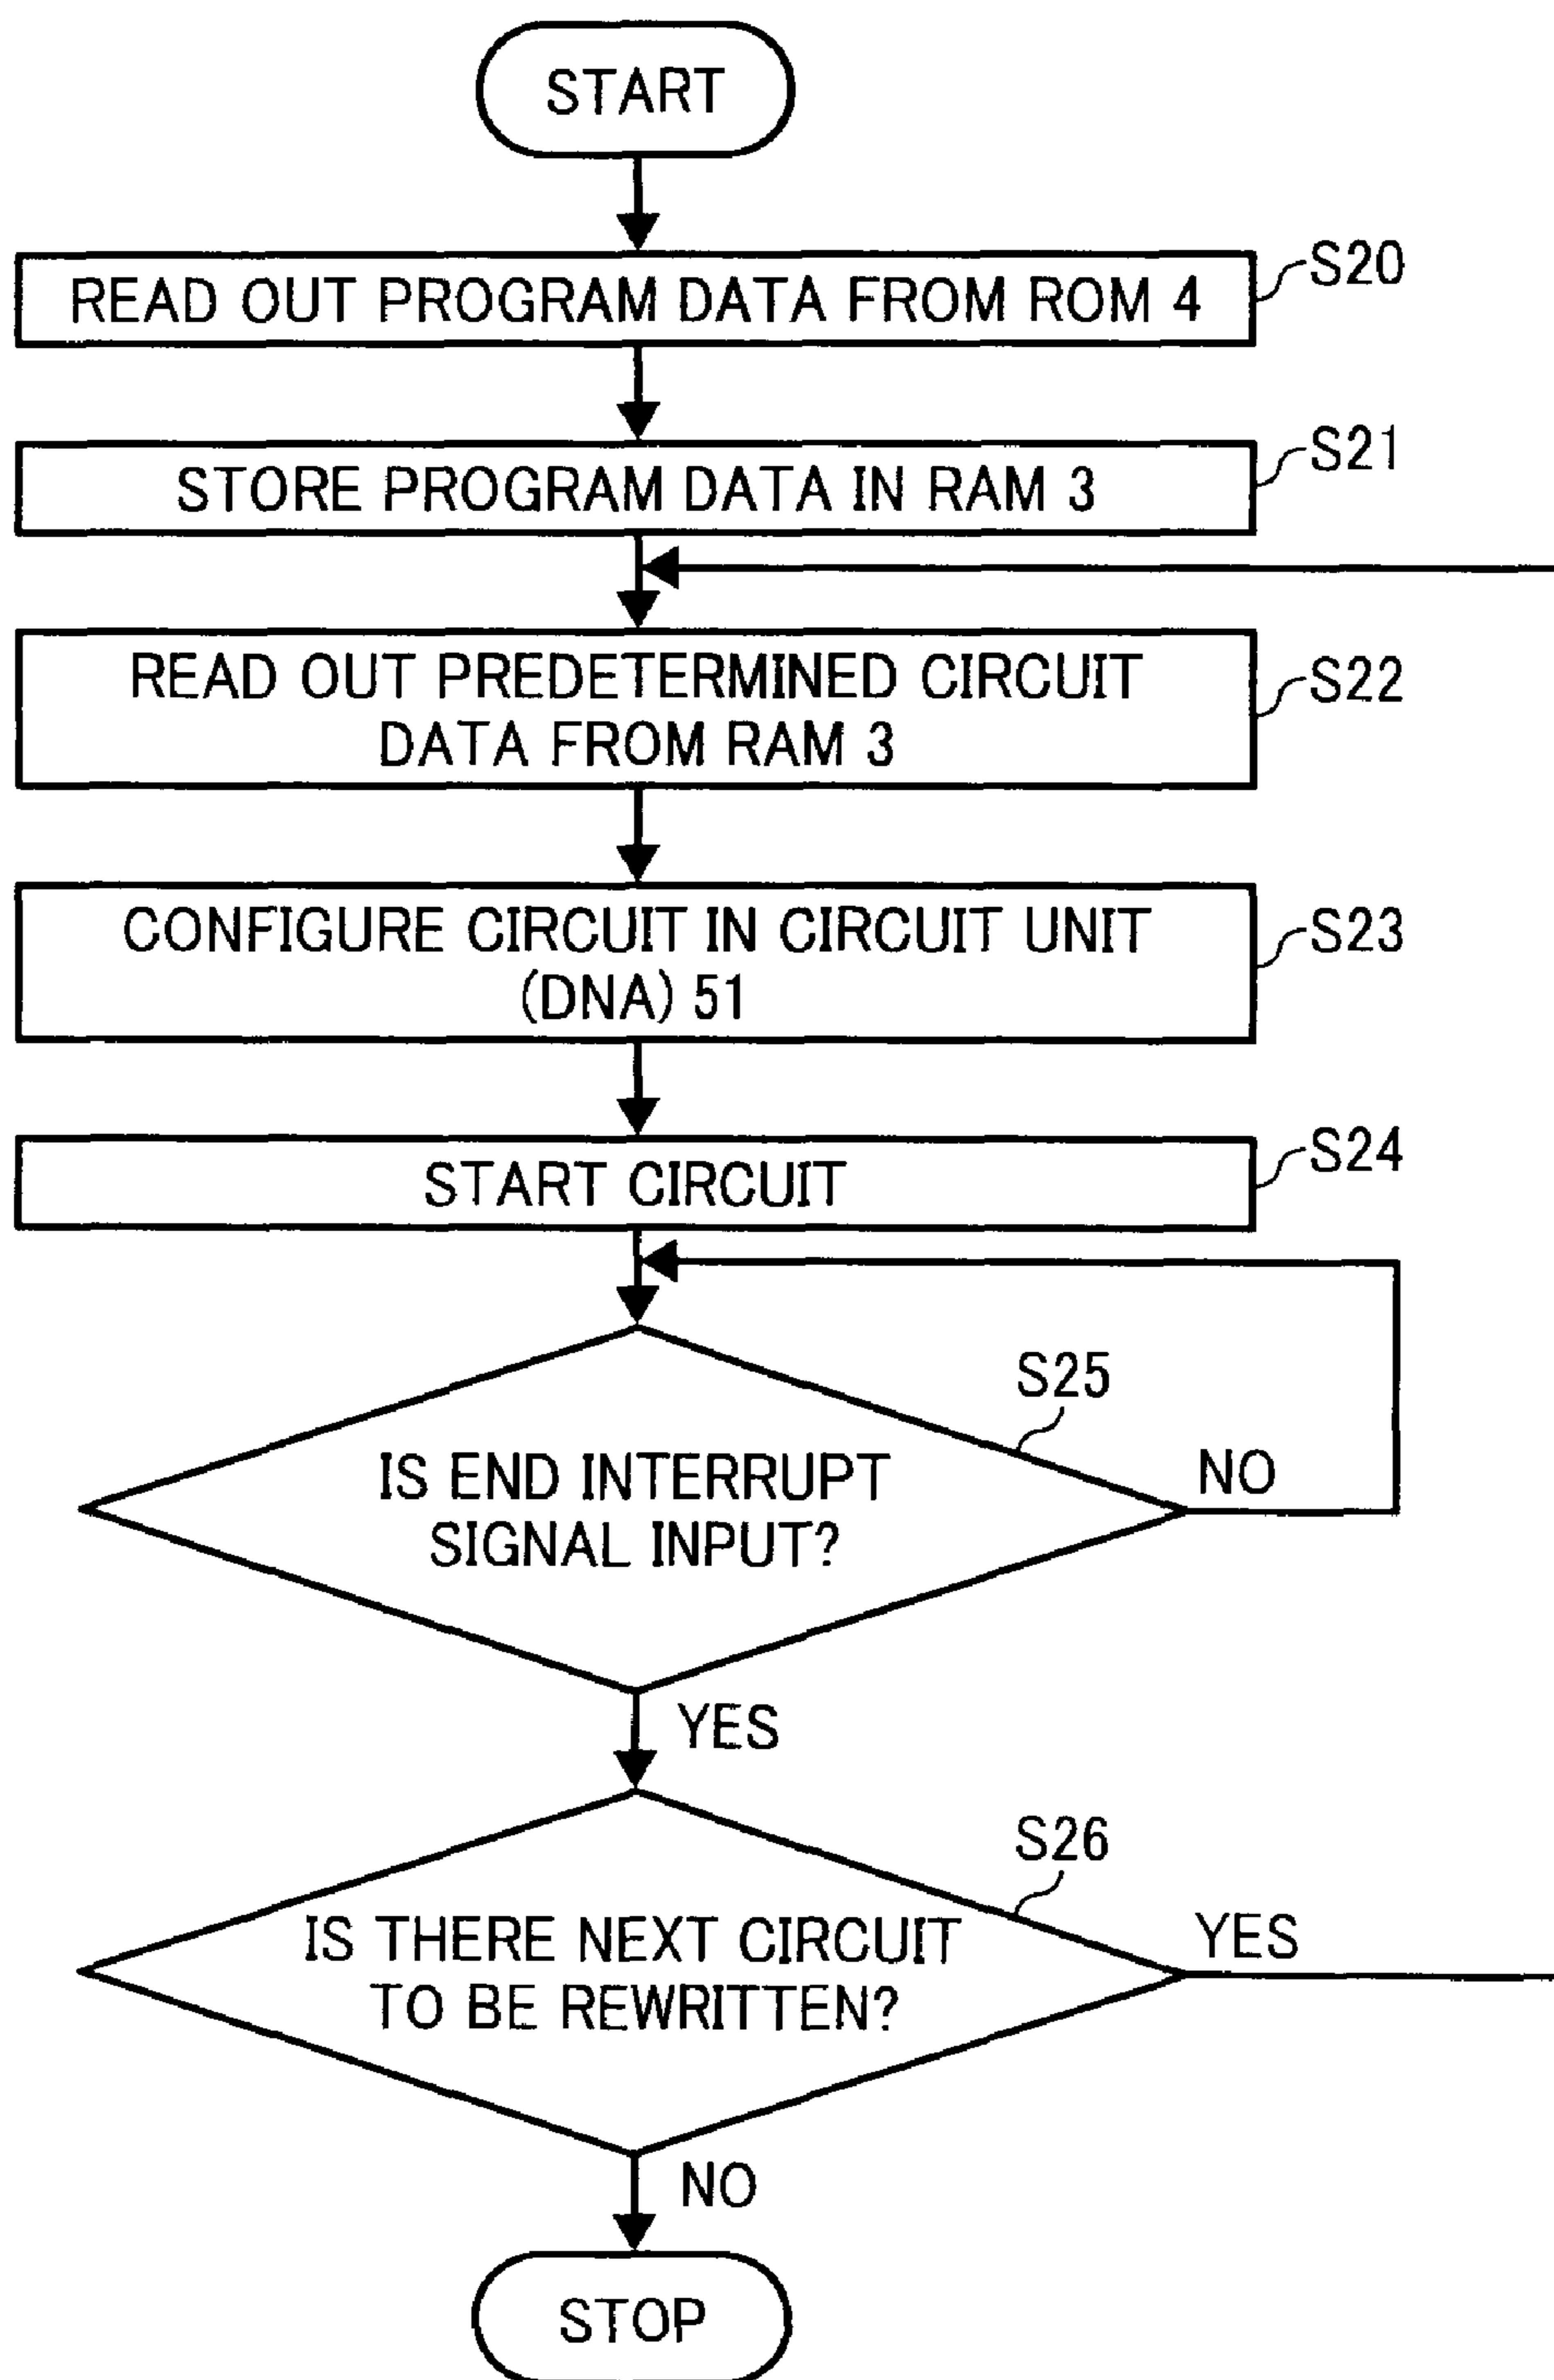 START
READ OUT PROGRAM DATA FROM ROM 4
S20
STORE PROGRAM DATA IN RAM 3
S21
READ OUT PREDETERMINED CIRCUIT
DATA FROM RAM 3
S22
CONFIGURE CIRCUIT IN CIRCUIT UNIT
(DNA) 51
S23
START CIRCUIT
S24
S25
IS END INTERRUPT
SIGNAL INPUT?
NO
YES
S26
IS THERE NEXT CIRCUIT
TO BE REWRITTEN?
YES
NO
STOP